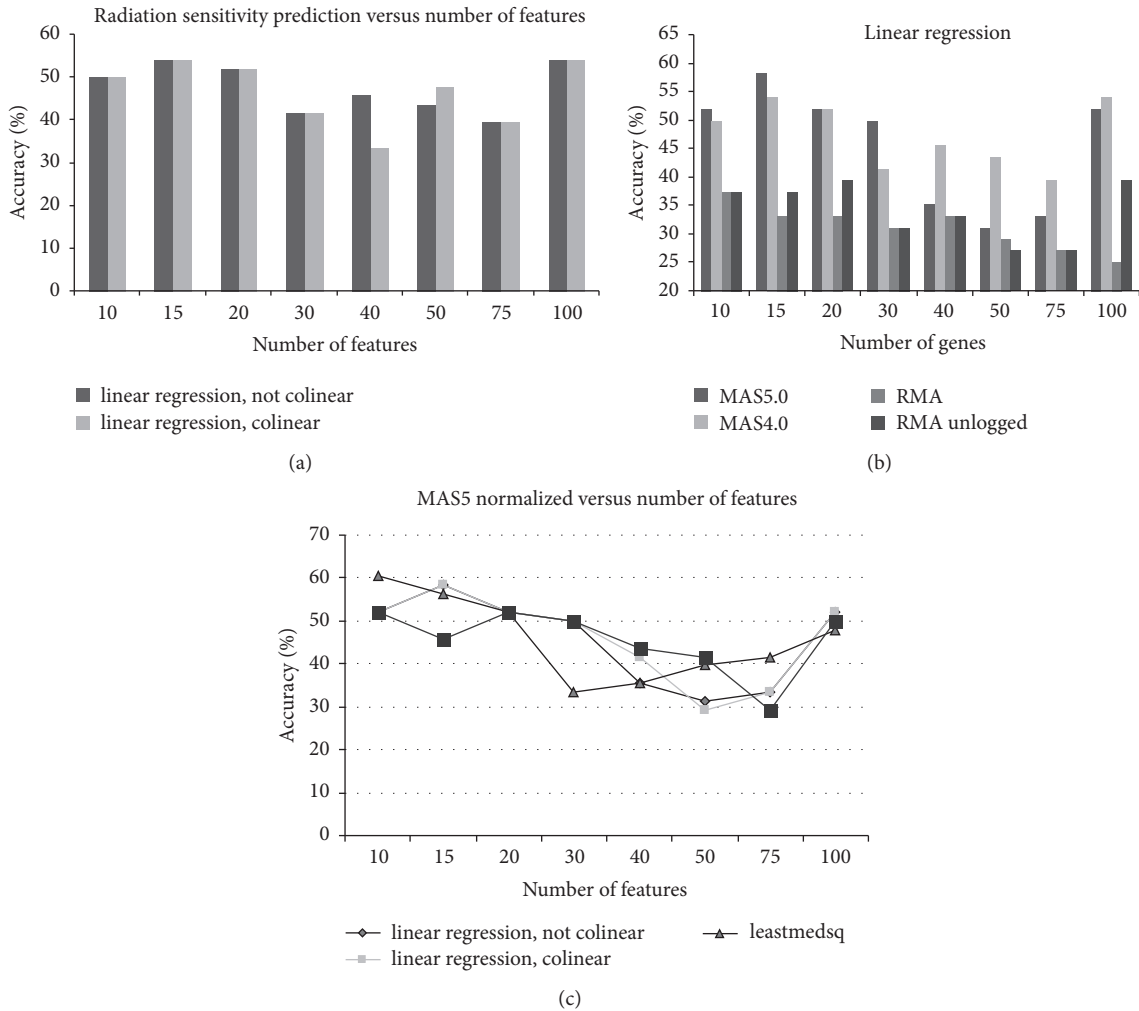 Radiation sensitivity prediction versus number of features
60
50
40
30
20
10
0
Accuracy (%)
10 15 20 30 40 50 75 100
Number of features
linear regression, not colinear
linear regression, colinear
(a)
Linear regression
65
60
55
50
45
40
35
30
25
20
Accuracy (%)
10 15 20 30 40 50 75 100
Number of genes
MAS5.0 RMA
MAS4.0 RMA unlogged
(b)
MAS5 normalized versus number of features
70
60
50
40
30
20
10
0
Accuracy (%)
10 15 20 30 40 50 75 100
Number of features
linear regression, not colinear leastmedsq
linear regression, colinear
(c)